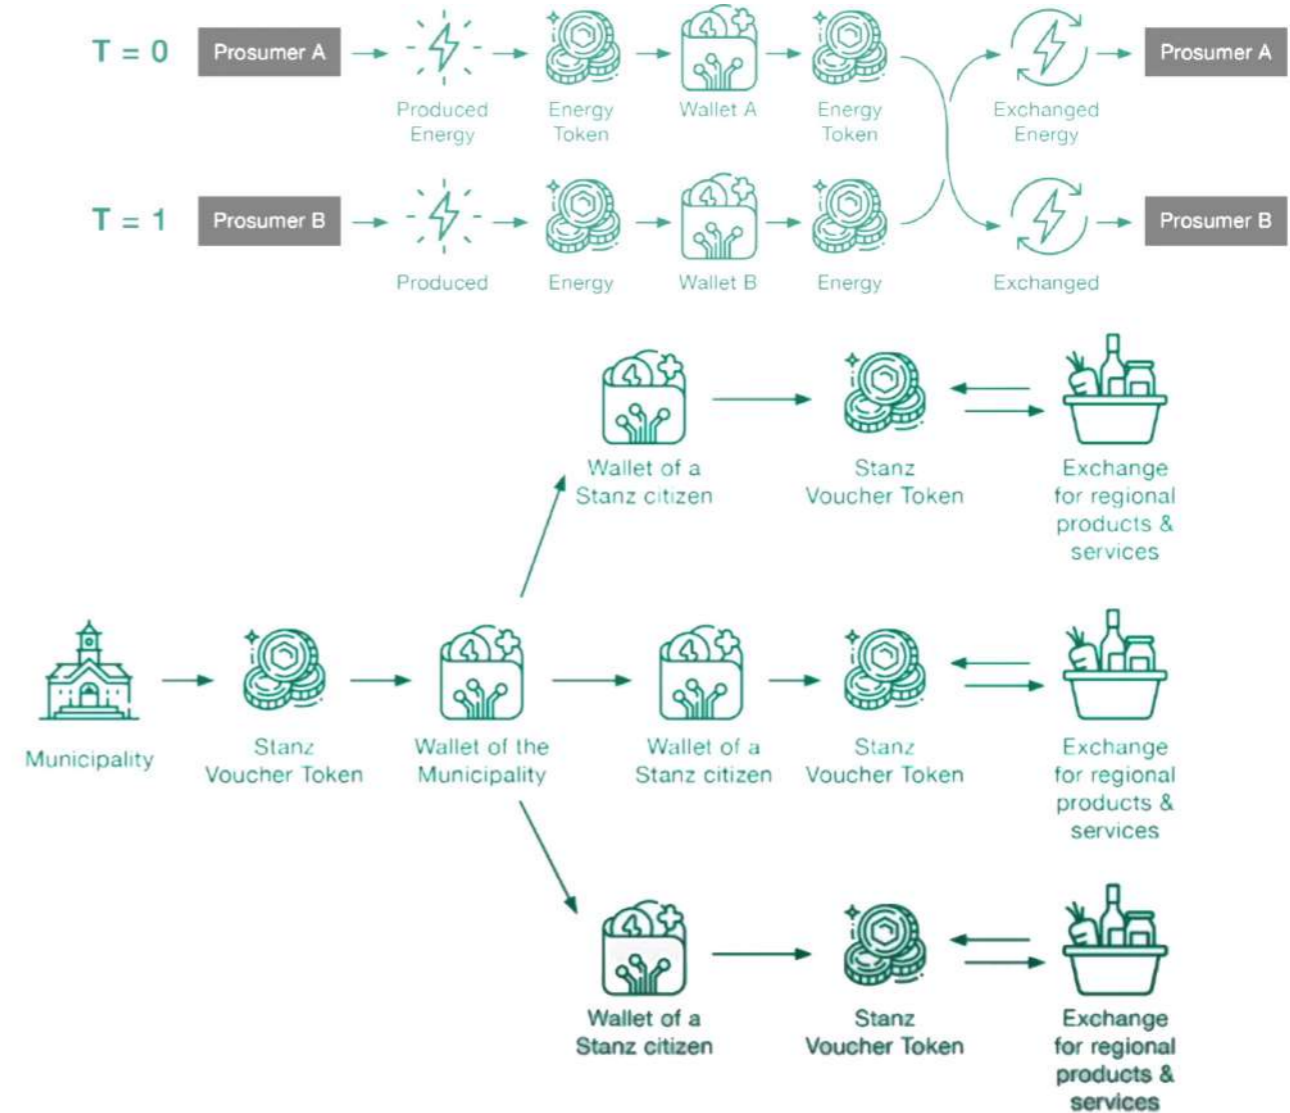 T = 0
Prosumer A
Prosumer A
Produced
Energy
Energy
Token
Wallet A
Energy
Token
Exchanged
Energy
T = 1
Prosumer B
Prosumer B
Produced
Energy
Wallet B
Energy
Exchanged
Wallet of a
Stanz citizen
Stanz
Voucher Token
Exchange
for regional
products &
services
Municipality
Stanz
Voucher Token
Wallet of the
Municipality
Wallet of a
Stanz citizen
Stanz
Voucher Token
Exchange
for regional
products &
services
Wallet of a
Stanz citizen
Stanz
Voucher Token
Exchange
for regional
products &
services